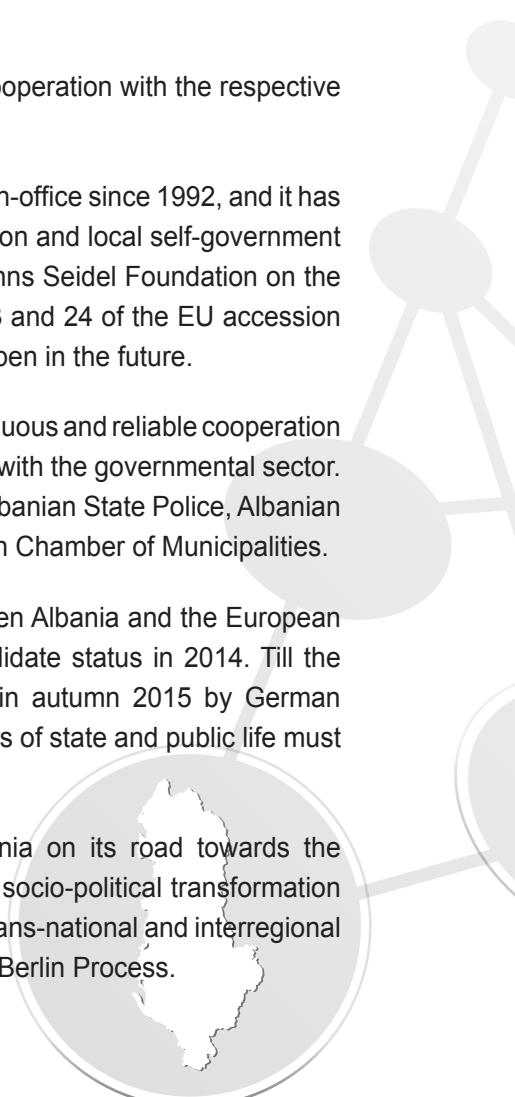 operation with the respective
n-office since 1992, and it has
on and local self-government
nns Seidel Foundation on the
and 24 of the EU accession
pen in the future.
uous and reliable cooperation
with the governmental sector.
banian State Police, Albanian
n Chamber of Municipalities.
en Albania and the European
didate status in 2014. Till the
in autumn 2015 by German
s of state and public life must
nia on its road towards the
socio-political transformation
ans-national and interregional
Berlin Process.